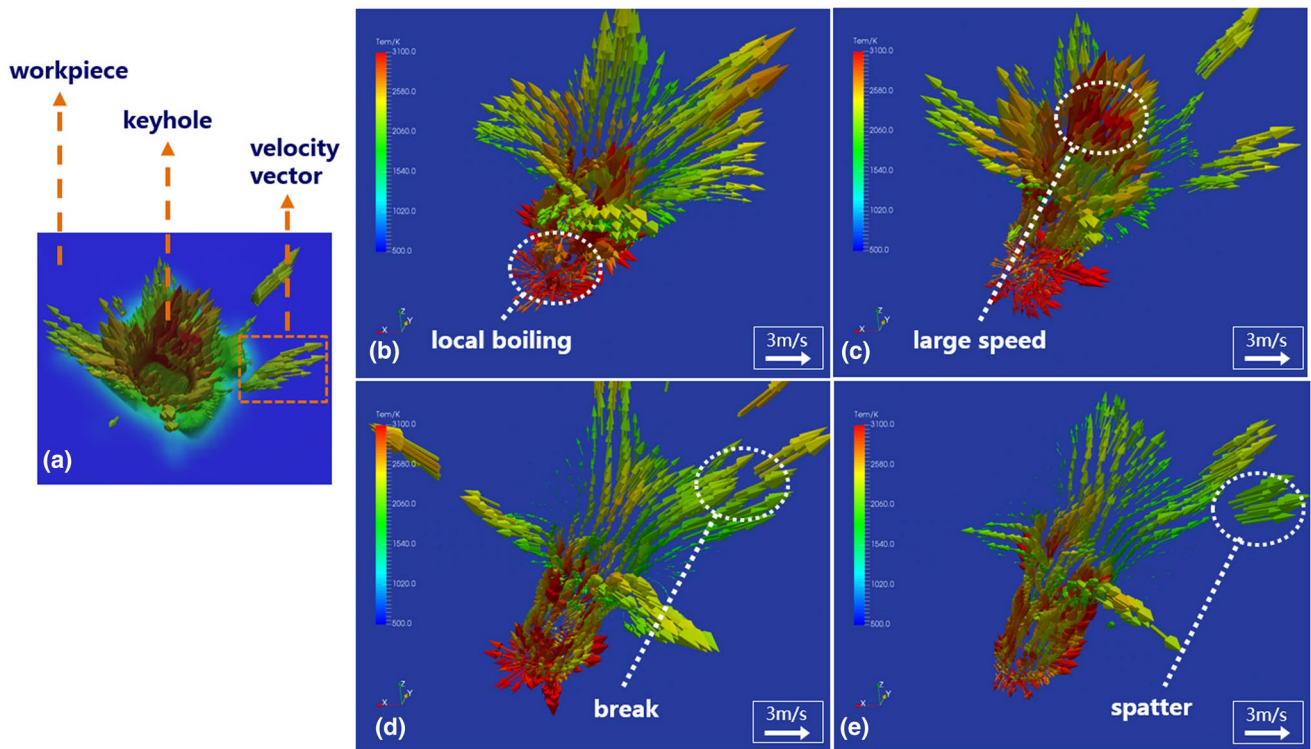 workpiece
keyhole
velocity
vector
(a)
Tem/K
3100.0
2580.0
2060.0
1540.0
1020.0
500.0
Z
Y
X
local boiling
(b)
3m/s
Tem/K
3100.0
2580.0
2060.0
1540.0
1020.0
500.0
Z
Y
X
large speed
(c)
3m/s
Tem/K
3100.0
2580.0
2060.0
1540.0
1020.0
500.0
Z
Y
X
break
(d)
3m/s
Tem/K
3100.0
2580.0
2060.0
1540.0
1020.0
500.0
Z
Y
X
spatter
(e)
3m/s